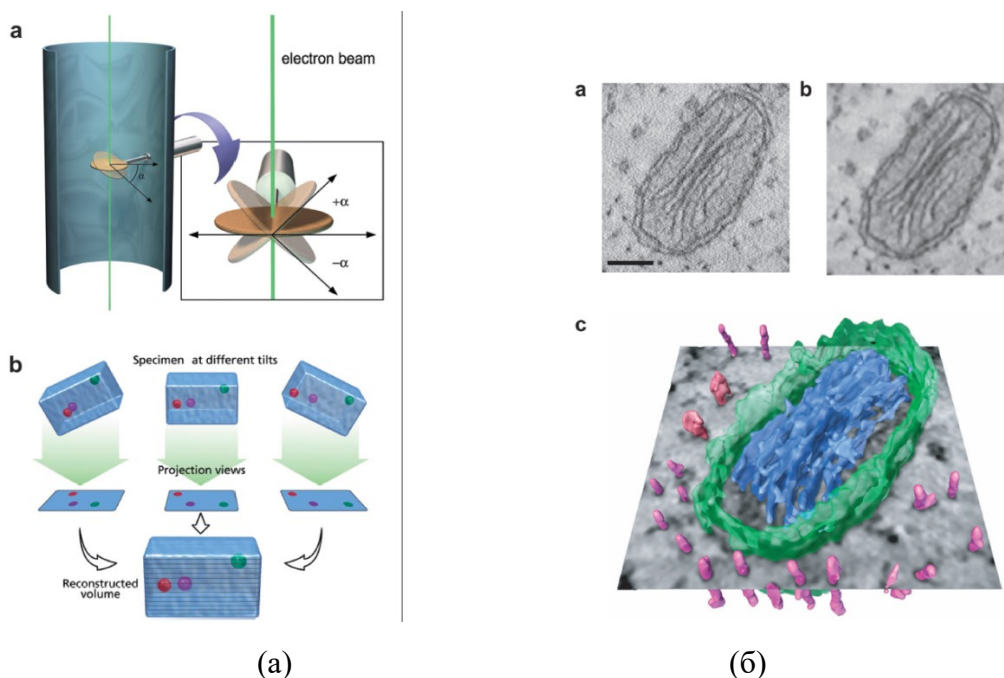 a
electron beam
α
+α
−α
b
Specimen at different tilts
Projection views
Reconstructed
volume
(а)
a
b
c
(б)